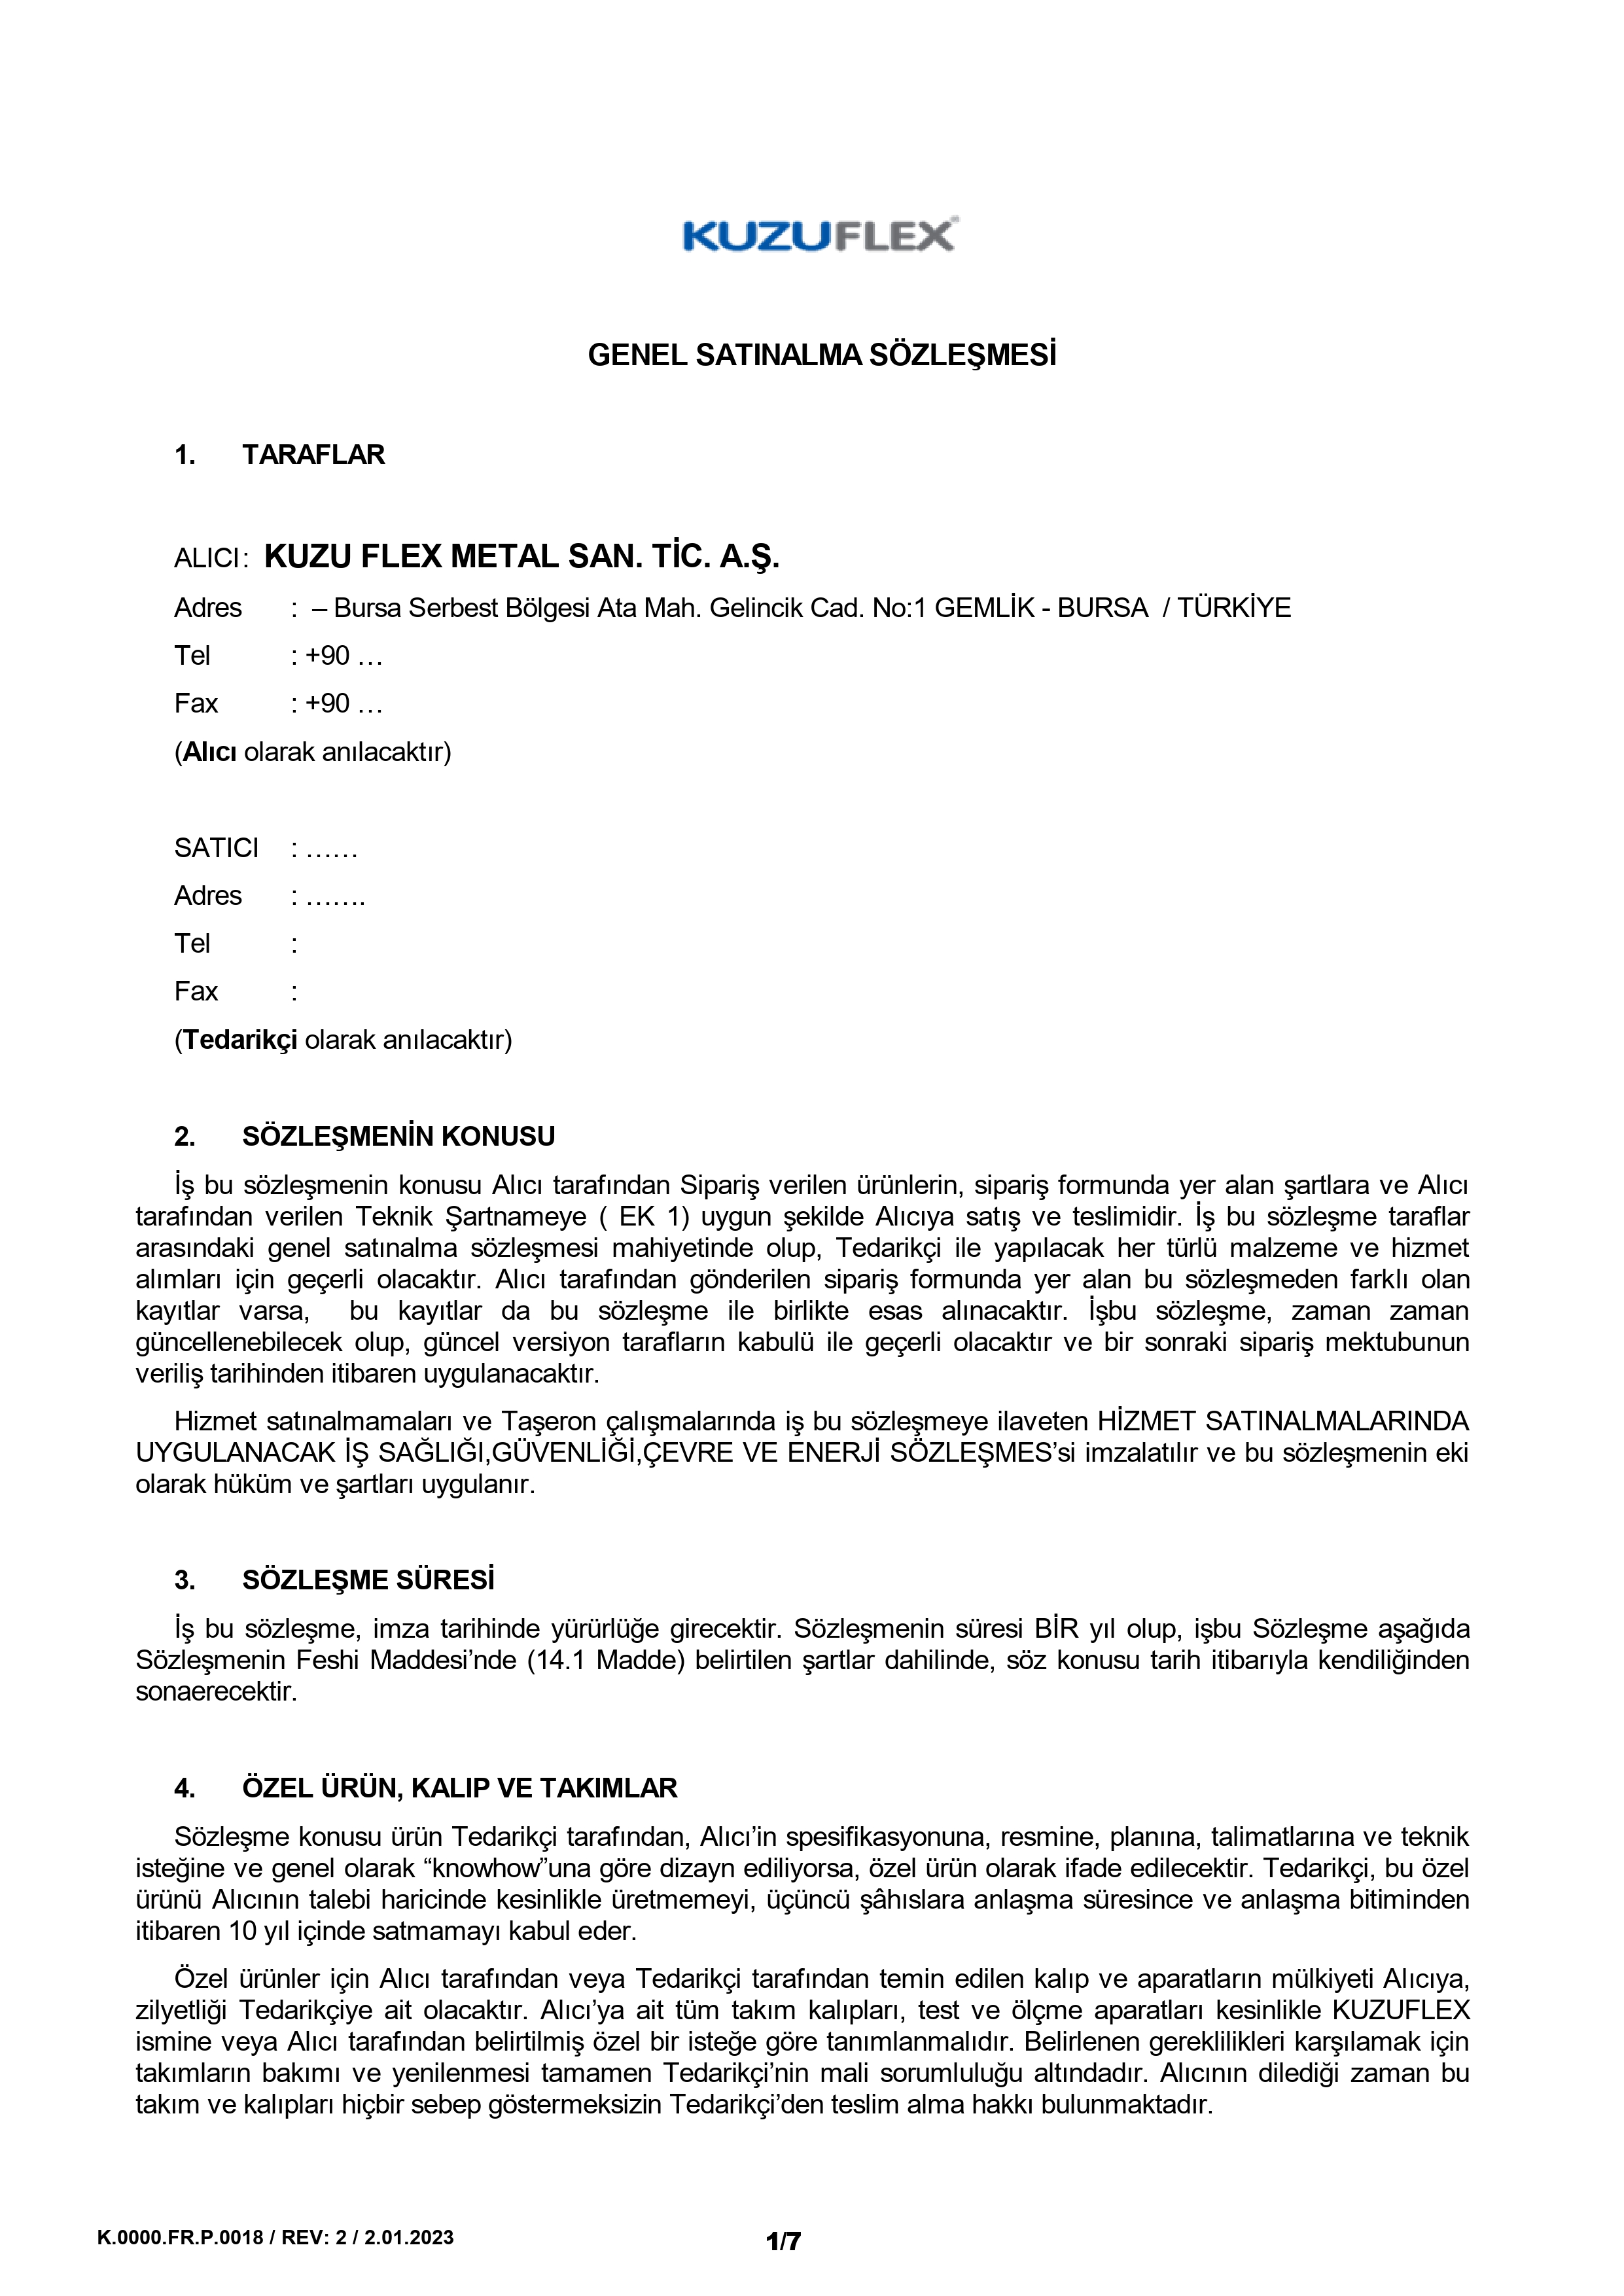 KUZUFLEX
GENEL SATINALMA SÖZLEŞMESİ
1. TARAFLAR
ALICI : KUZU FLEX METAL SAN. TİC. A.Ş.
Adres : – Bursa Serbest Bölgesi Ata Mah. Gelincik Cad. No:1 GEMLİK - BURSA / TÜRKİYE
Tel : +90 …
Fax : +90 …
(Alıcı olarak anılacaktır)
SATICI : ……
Adres : …….
Tel :
Fax :
(Tedarikçi olarak anılacaktır)
2. SÖZLEŞMENİN KONUSU
İş bu sözleşmenin konusu Alıcı tarafından Sipariş verilen ürünlerin, sipariş formunda yer alan şartlara ve Alıcı
tarafından verilen Teknik Şartnameye ( EK 1) uygun şekilde Alıcıya satış ve teslimidir. İş bu sözleşme taraflar
arasındaki genel satınalma sözleşmesi mahiyetinde olup, Tedarikçi ile yapılacak her türlü malzeme ve hizmet
alımları için geçerli olacaktır. Alıcı tarafından gönderilen sipariş formunda yer alan bu sözleşmeden farklı olan
kayıtlar varsa, bu kayıtlar da bu sözleşme ile birlikte esas alınacaktır. İşbu sözleşme, zaman zaman
güncellenebilecek olup, güncel versiyon tarafların kabulü ile geçerli olacaktır ve bir sonraki sipariş mektubunun
veriliş tarihinden itibaren uygulanacaktır.
Hizmet satınalmamaları ve Taşeron çalışmalarında iş bu sözleşmeye ilaveten HİZMET SATINALMALARINDA
UYGULANACAK İŞ SAĞLIĞI,GÜVENLİĞİ,ÇEVRE VE ENERJİ SÖZLEŞMES’si imzalatılır ve bu sözleşmenin eki
olarak hüküm ve şartları uygulanır.
3. SÖZLEŞME SÜRESİ
İş bu sözleşme, imza tarihinde yürürlüğe girecektir. Sözleşmenin süresi BİR yıl olup, işbu Sözleşme aşağıda
Sözleşmenin Feshi Maddesi’nde (14.1 Madde) belirtilen şartlar dahilinde, söz konusu tarih itibarıyla kendiliğinden
sonaerecektir.
4. ÖZEL ÜRÜN, KALIP VE TAKIMLAR
Sözleşme konusu ürün Tedarikçi tarafından, Alıcı’in spesifikasyonuna, resmine, planına, talimatlarına ve teknik
isteğine ve genel olarak “knowhow”una göre dizayn ediliyorsa, özel ürün olarak ifade edilecektir. Tedarikçi, bu özel
ürünü Alıcının talebi haricinde kesinlikle üretmemeyi, üçüncü şâhıslara anlaşma süresince ve anlaşma bitiminden
itibaren 10 yıl içinde satmamayı kabul eder.
Özel ürünler için Alıcı tarafından veya Tedarikçi tarafından temin edilen kalıp ve aparatların mülkiyeti Alıcıya,
zilyetliği Tedarikçiye ait olacaktır. Alıcı’ya ait tüm takım kalıpları, test ve ölçme aparatları kesinlikle KUZUFLEX
ismine veya Alıcı tarafından belirtilmiş özel bir isteğe göre tanımlanmalıdır. Belirlenen gereklilikleri karşılamak için
takımların bakımı ve yenilenmesi tamamen Tedarikçi’nin mali sorumluluğu altındadır. Alıcının dilediği zaman bu
takım ve kalıpları hiçbir sebep göstermeksizin Tedarikçi’den teslim alma hakkı bulunmaktadır.
K.0000.FR.P.0018 / REV: 2 / 2.01.2023 1/7